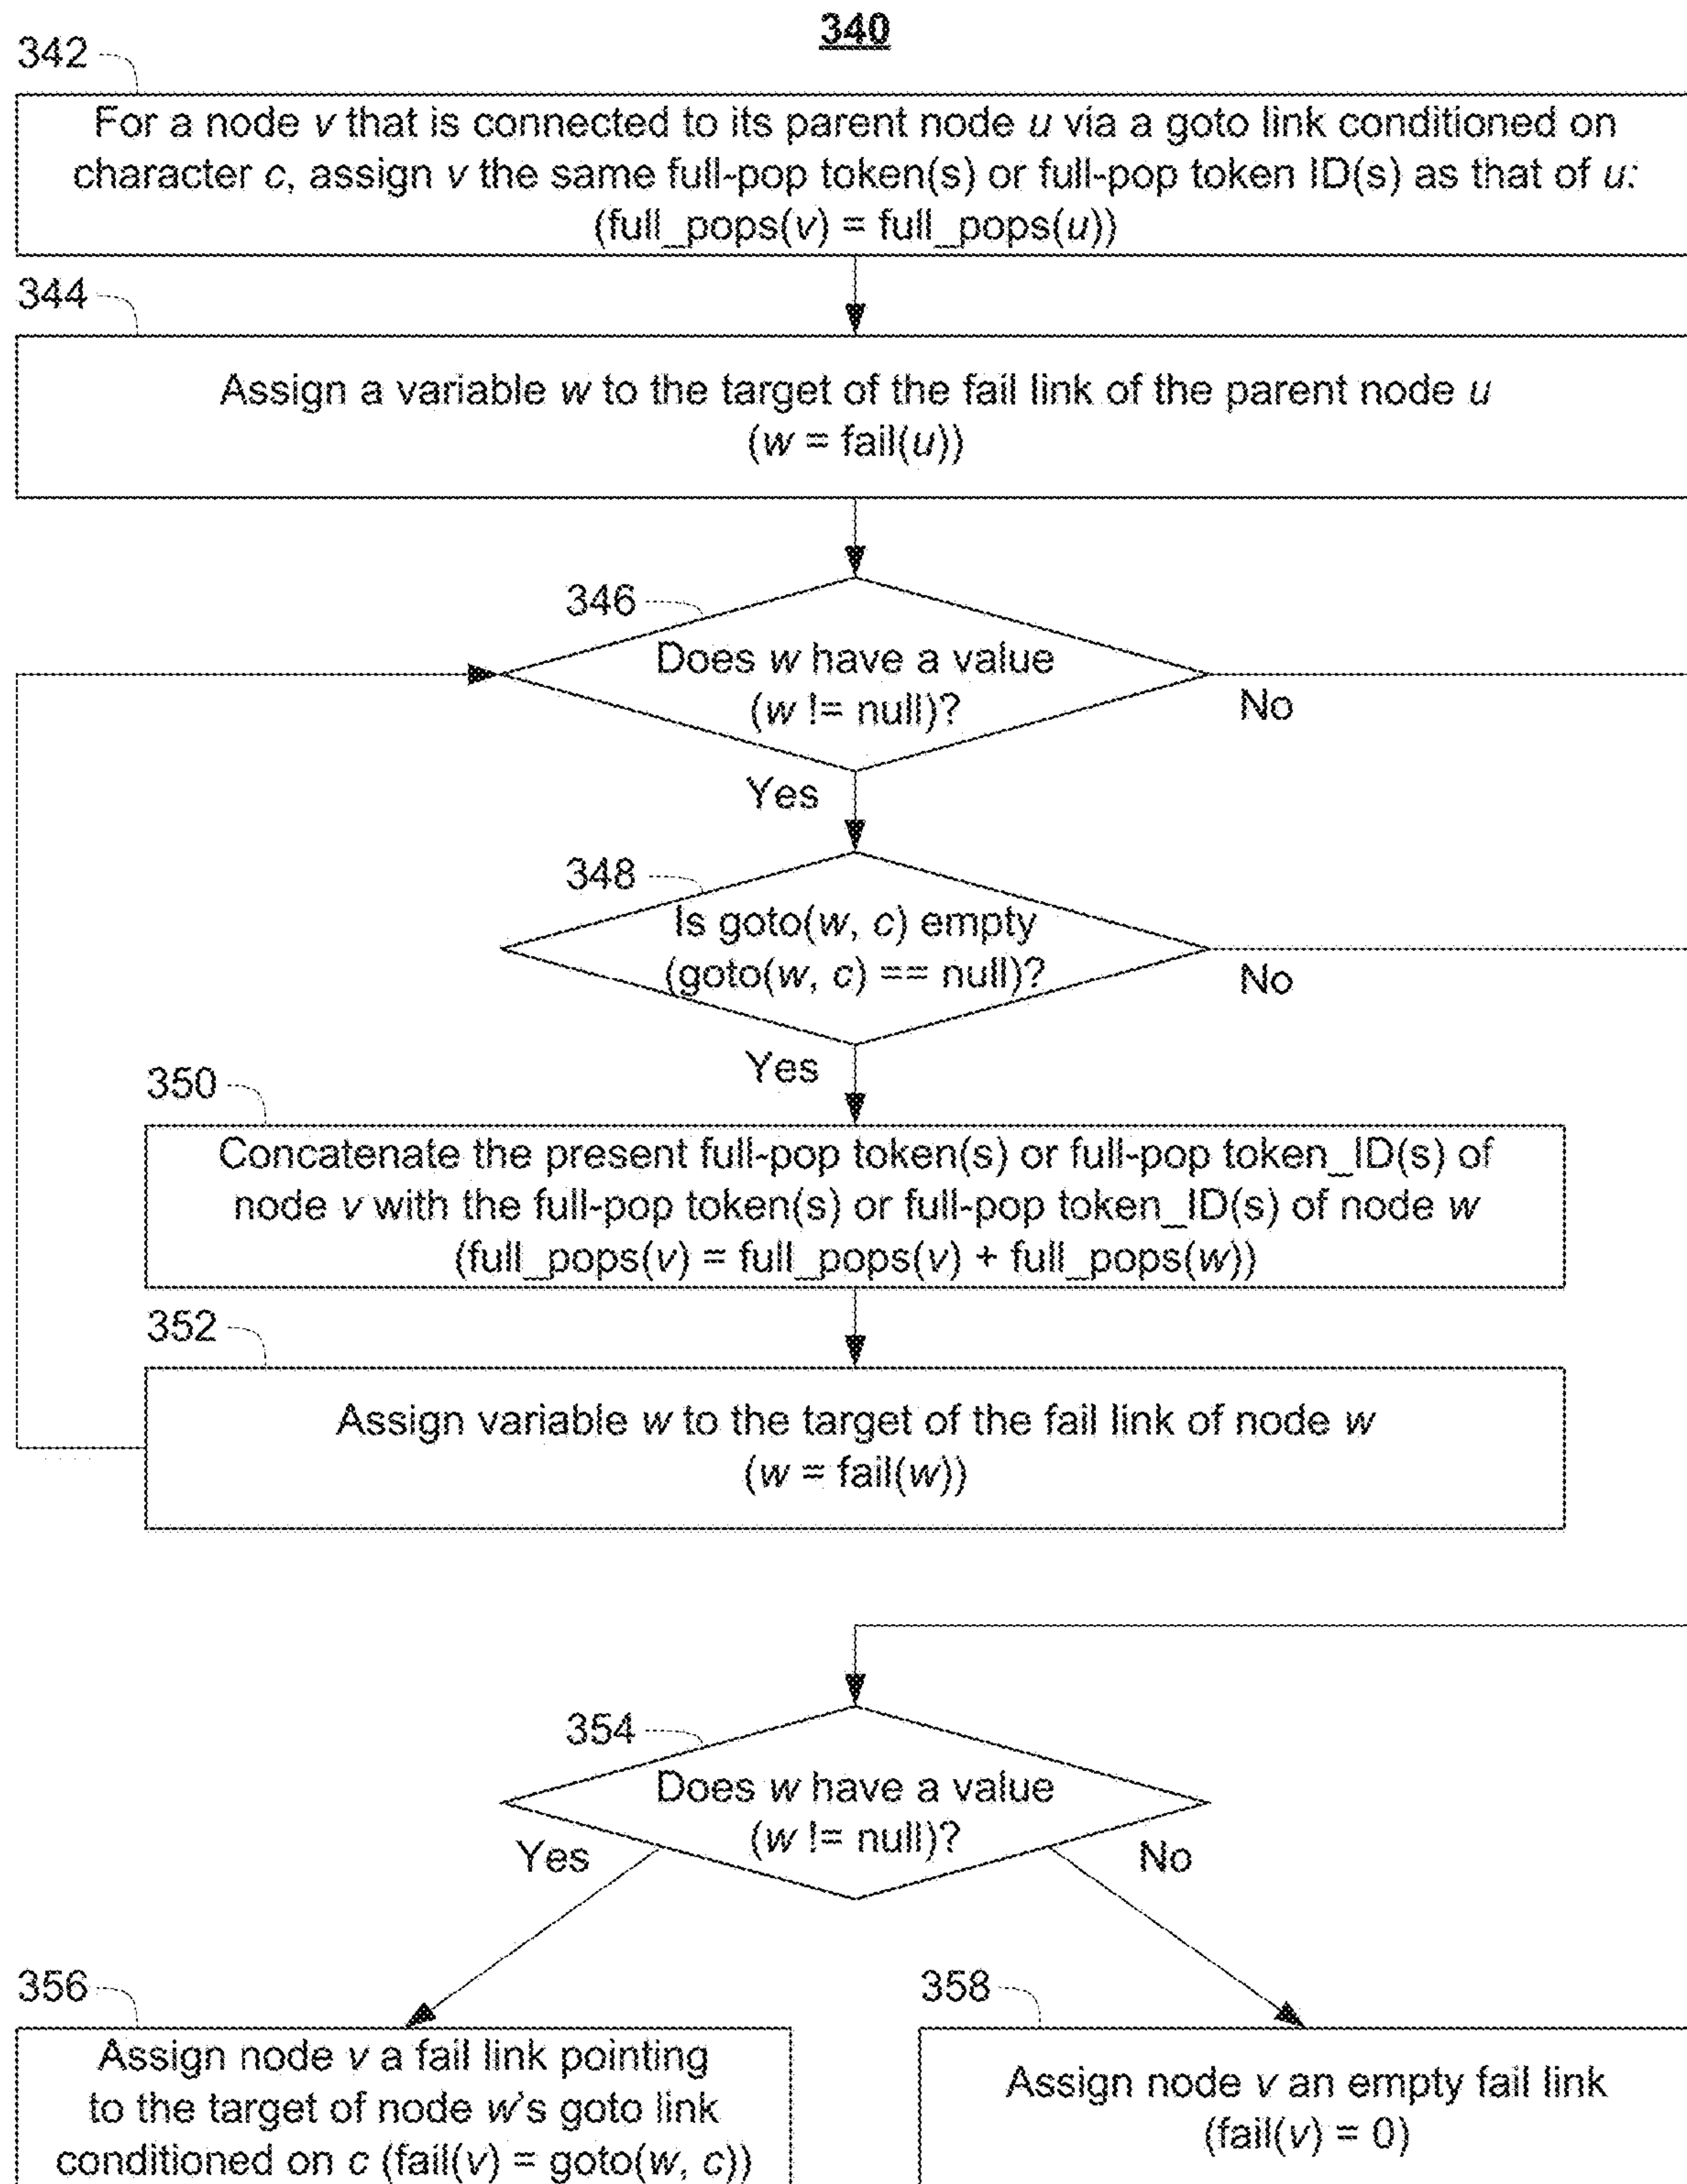 340
342
For a node v that is connected to its parent node u via a goto link conditioned on
character c, assign v the same full-pop token(s) or full-pop token ID(s) as that of u:
(full_pops(v) = full_pops(u))
344
Assign a variable w to the target of the fail link of the parent node u
(w = fail(u))
346
Does w have a value
(w != null)?
No
Yes
348
Is goto(w, c) empty
(goto(w, c) == null)?
No
Yes
350
Concatenate the present full-pop token(s) or full-pop token_ID(s) of
node v with the full-pop token(s) or full-pop token_ID(s) of node w
(full_pops(v) = full_pops(v) + full_pops(w))
352
Assign variable w to the target of the fail link of node w
(w = fail(w))
354
Does w have a value
(w != null)?
Yes
No
356
Assign node v a fail link pointing
to the target of node w's goto link
conditioned on c (fail(v) = goto(w, c))
358
Assign node v an empty fail link
(fail(v) = 0)